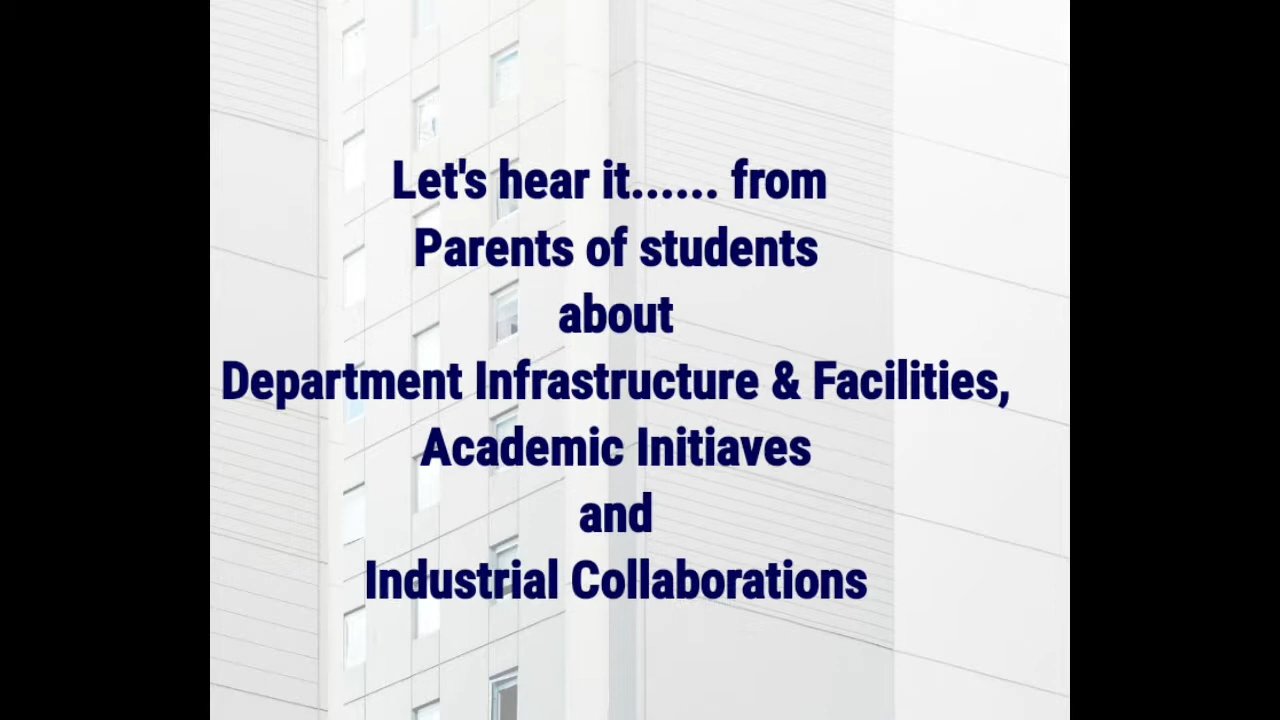 Let's hear it...... from
Parents of students
about
Department Infrastructure & Facilities,
Academic Initiaves
and
Industrial Collaborations